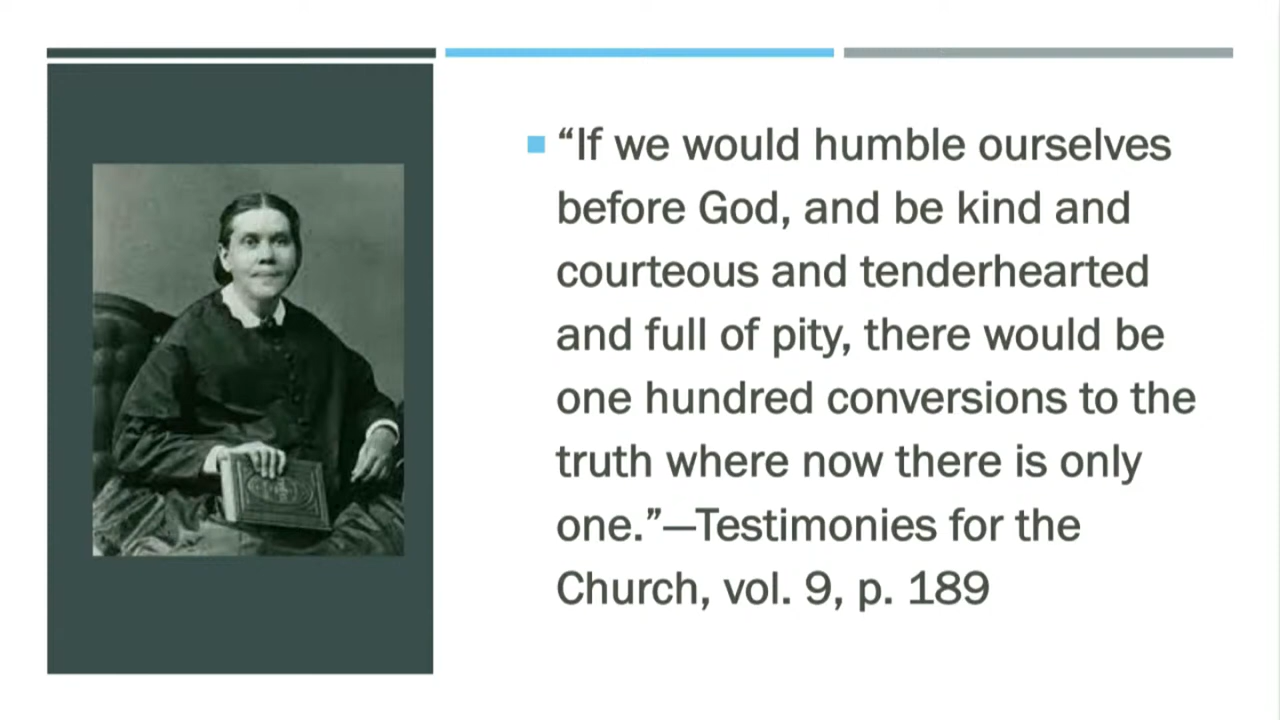 “If we would humble ourselves
before God, and be kind and
courteous and tenderhearted
and full of pity, there would be
one hundred conversions to the
truth where now there is only
one.”—Testimonies for the
Church, vol. 9, p. 189